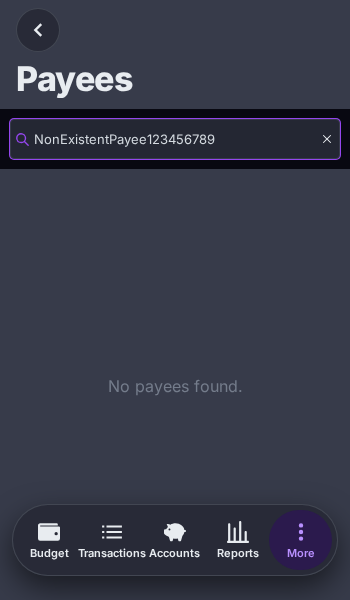 Payees
NonExistentPayee123456789
No payees found.
Budget Transactions Accounts Reports More